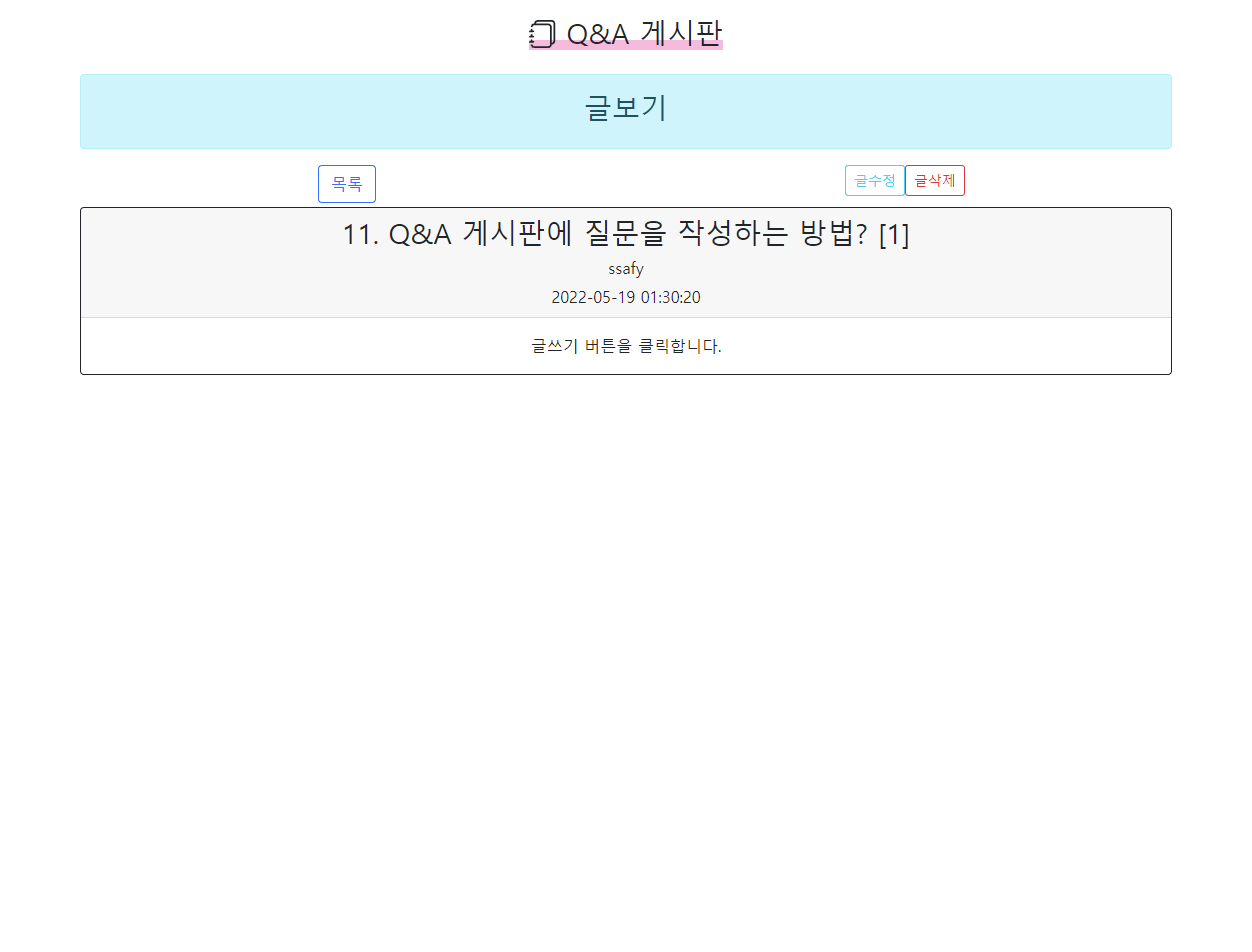 Q&A 게시판
글보기
목록 글수정 글삭제
11. Q&A 게시판에 질문을 작성하는 방법? [1]
ssafy
2022-05-19 01:30:20
글쓰기 버튼을 클릭합니다.